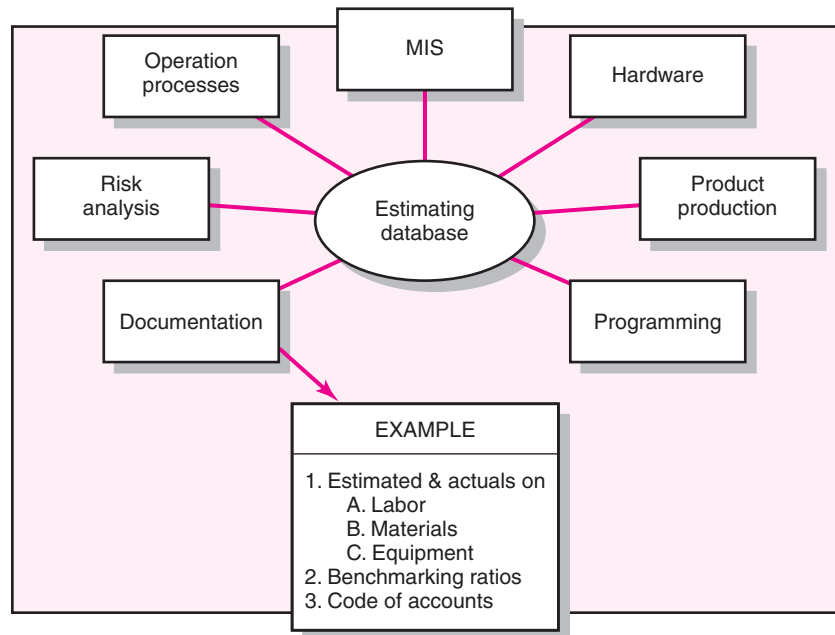 MIS
Operation
processes
Hardware
Risk
analysis
Estimating
database
Product
production
Documentation
Programming
EXAMPLE
1. Estimated & actuals on
A. Labor
B. Materials
C. Equipment
2. Benchmarking ratios
3. Code of accounts